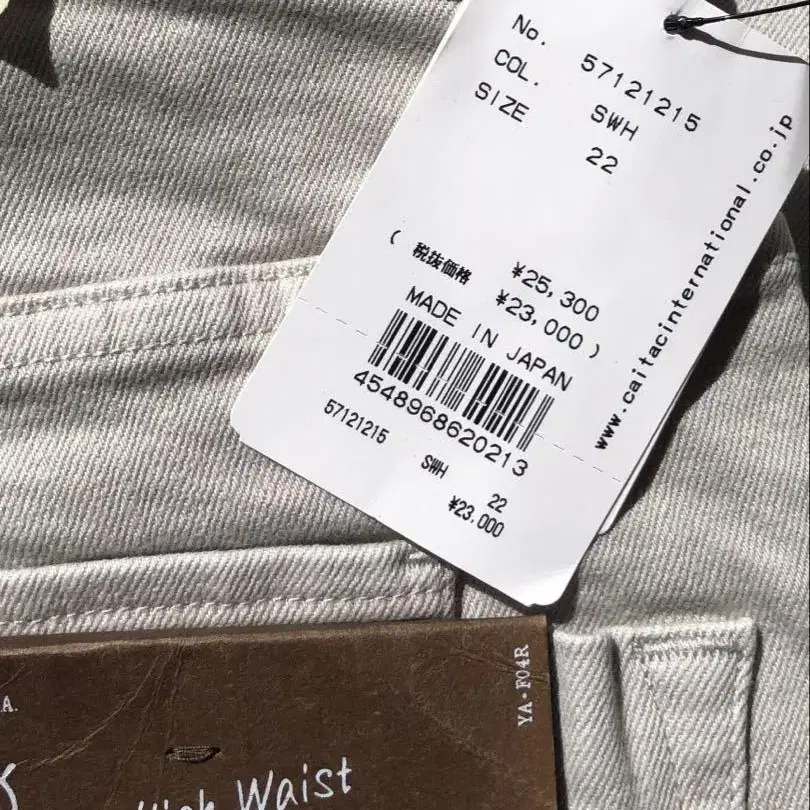 No. 57121215
COL. SWH
SIZE 22
¥25,300
( 税抜価格 ¥23,000 )
MADE IN JAPAN
4548968620213
57121215 SWH 22
¥23,000
www.caitacinternational.co.jp
YA・F04R
A.
High Waist